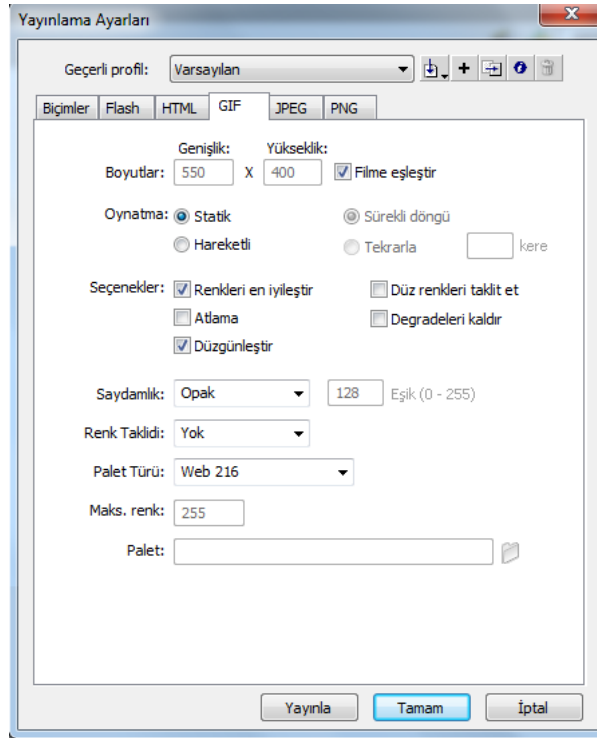 Yayınlama Ayarları
Geçerli profil: Varsayılan
Biçimler Flash HTML GIF JPEG PNG
Genişlik: Yükseklik:
Boyutlar: 550 X 400 Filme eşleştir
Oynatma: Statik Sürekli döngü
Hareketli Tekrarla kere
Seçenekler: Renkleri en iyileştir Düz renkleri taklit et
Atlama Degradeleri kaldır
Düzgünleştir
Saydamlık: Opak 128 Eşik (0 - 255)
Renk Taklidi: Yok
Palet Türü: Web 216
Maks. renk: 255
Palet:
Yayınla Tamam İptal